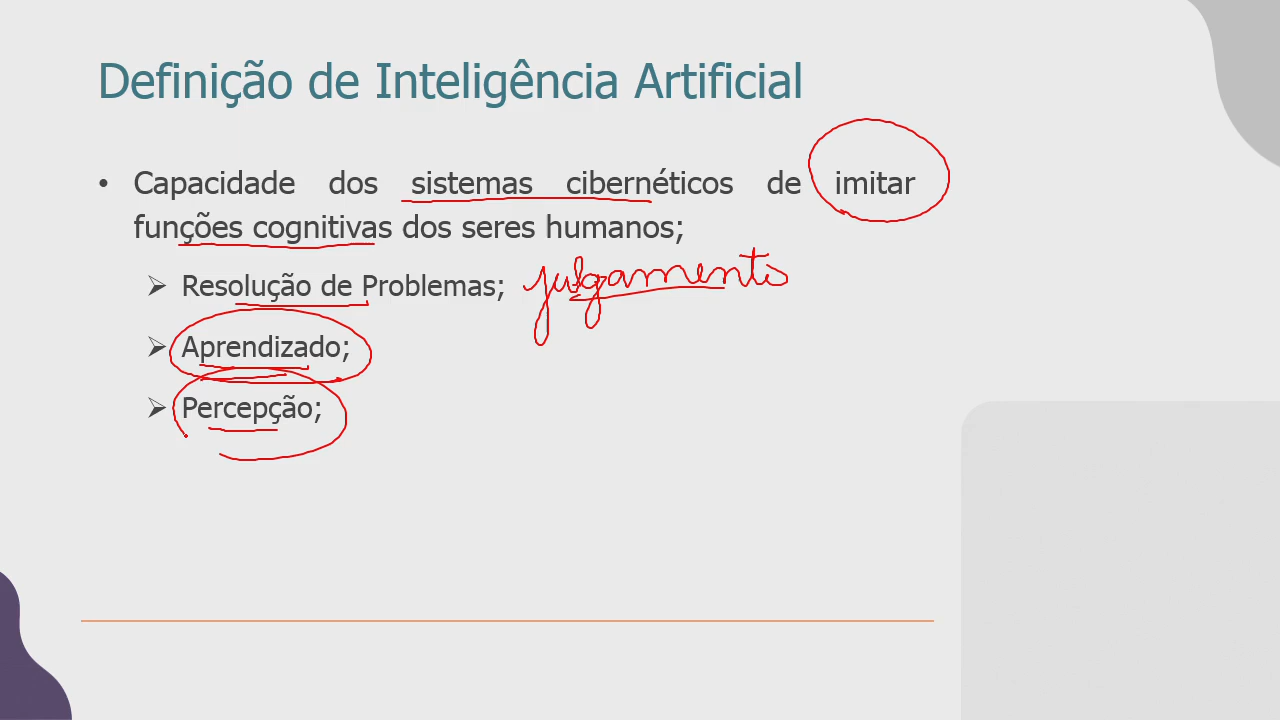 Definição de Inteligência Artificial
• Capacidade dos sistemas cibernéticos de imitar
funções cognitivas dos seres humanos;
➢ Resolução de Problemas; julgamento
➢ Aprendizado;
➢ Percepção;